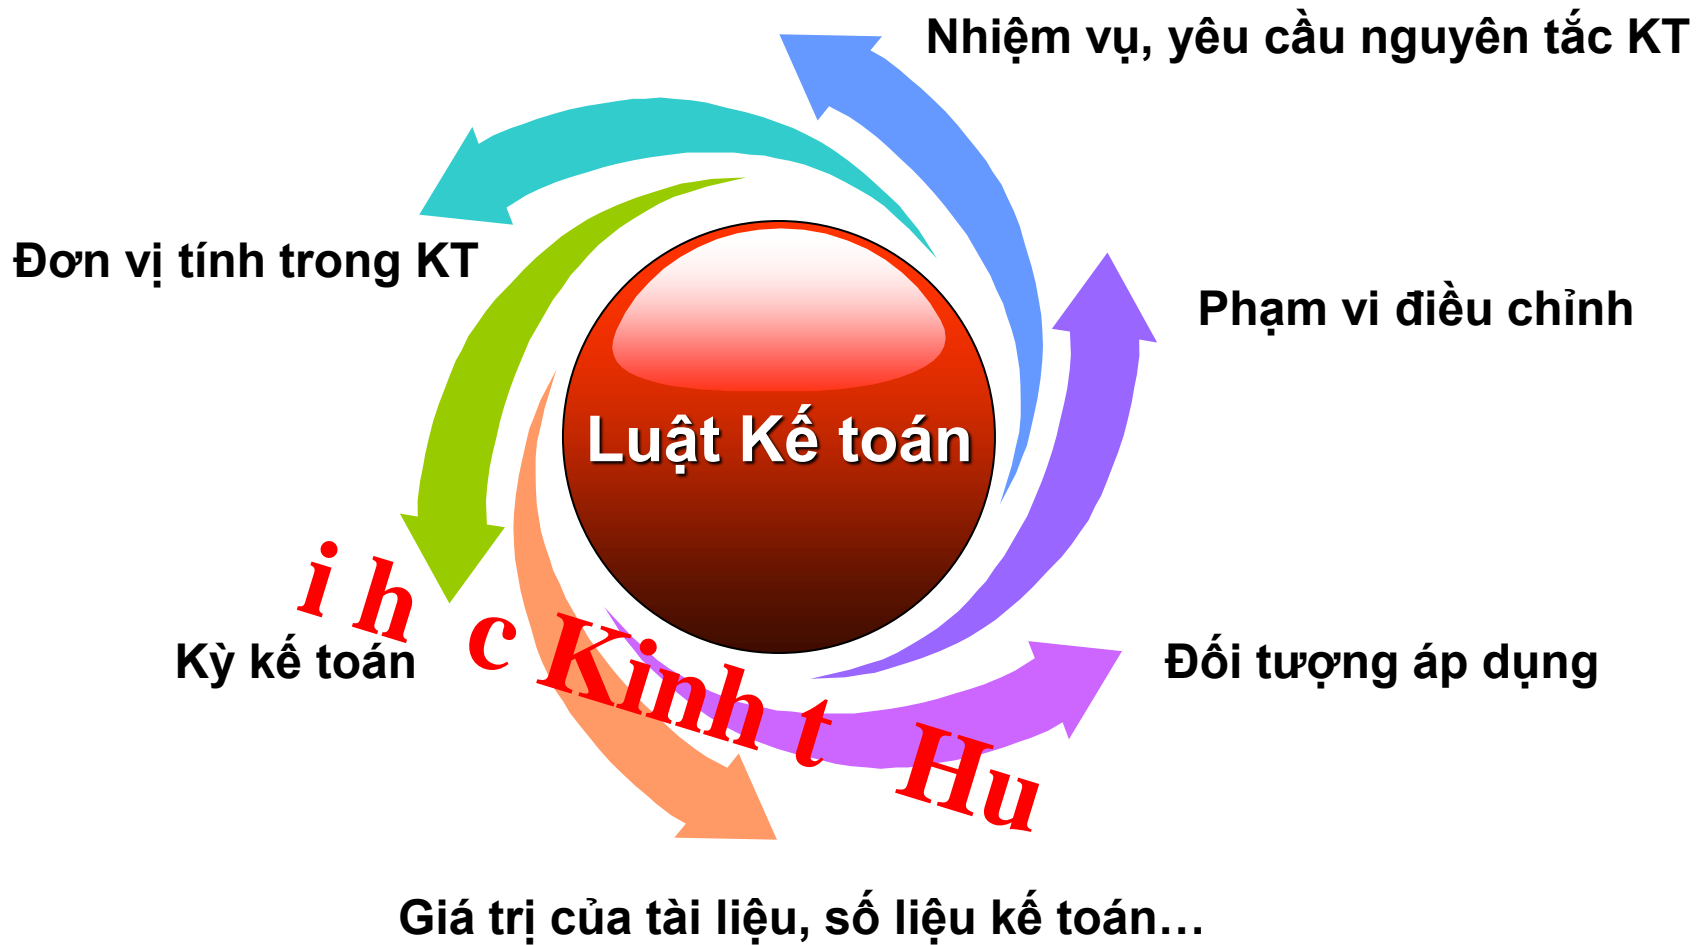 Nhiệm vụ, yêu cầu nguyên tắc KT
Đơn vị tính trong KT
Phạm vi điều chỉnh
Luật Kế toán
Kỳ kế toán
Đối tượng áp dụng
i h c Kinh t Hu
Giá trị của tài liệu, số liệu kế toán…